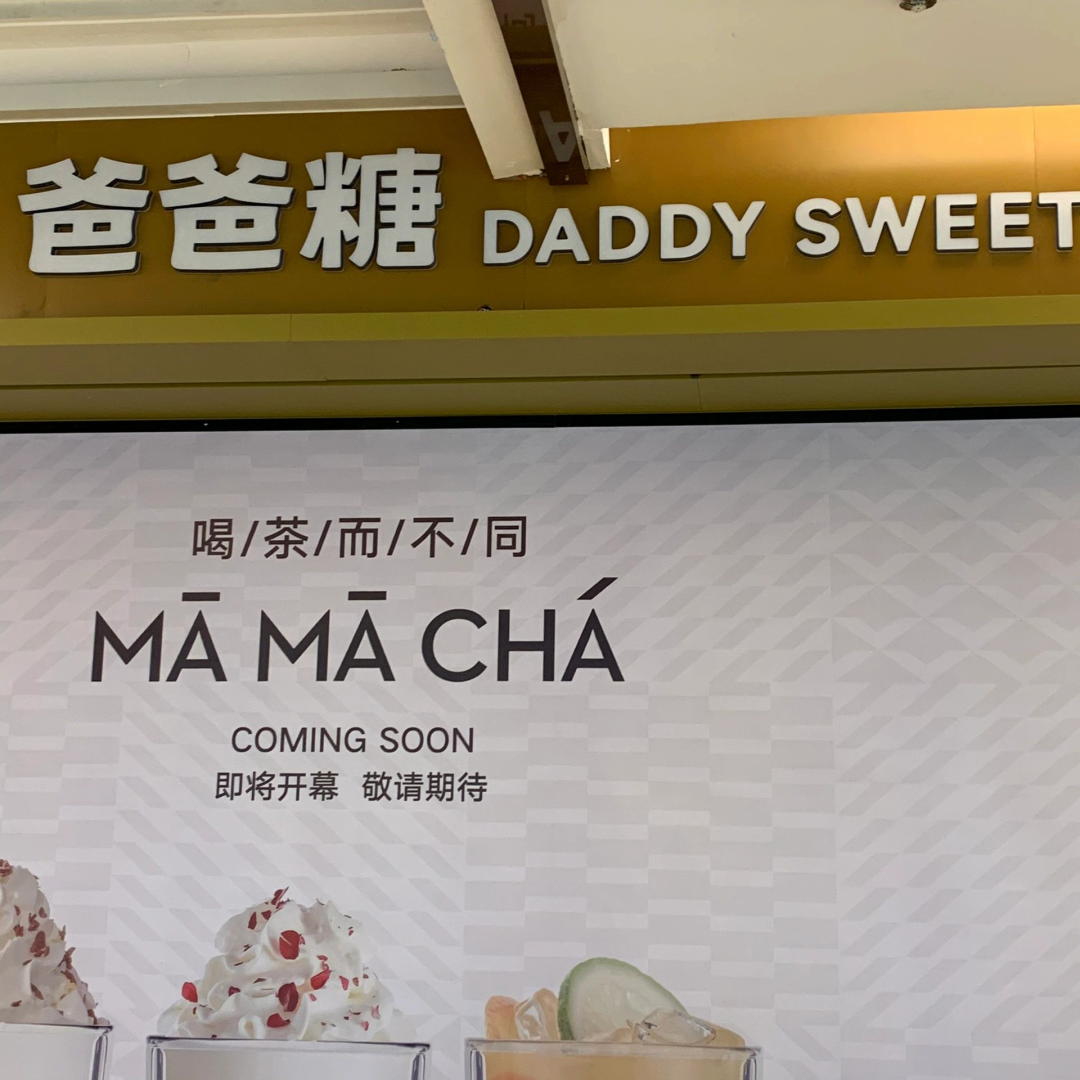 爸爸糖 DADDY SWEET
喝/茶/而/不/同
MĀ MĀ CHÁ
COMING SOON
即将开幕 敬请期待